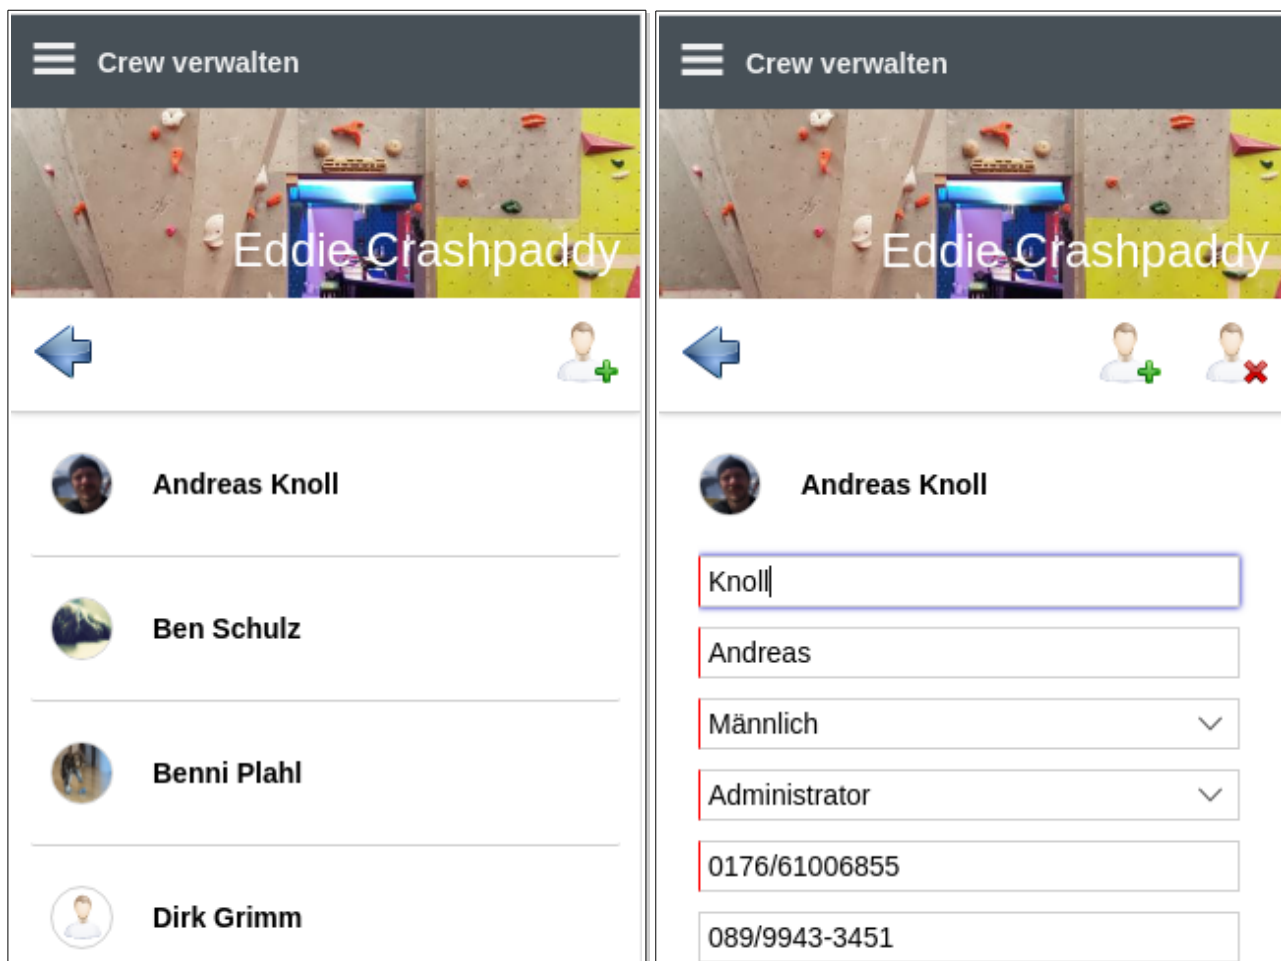 Crew verwalten
Eddie Crashpaddy
Andreas Knoll
Ben Schulz
Benni Plahl
Dirk Grimm
Crew verwalten
Eddie Crashpaddy
Andreas Knoll
Knoll
Andreas
Männlich
Administrator
0176/61006855
089/9943-3451